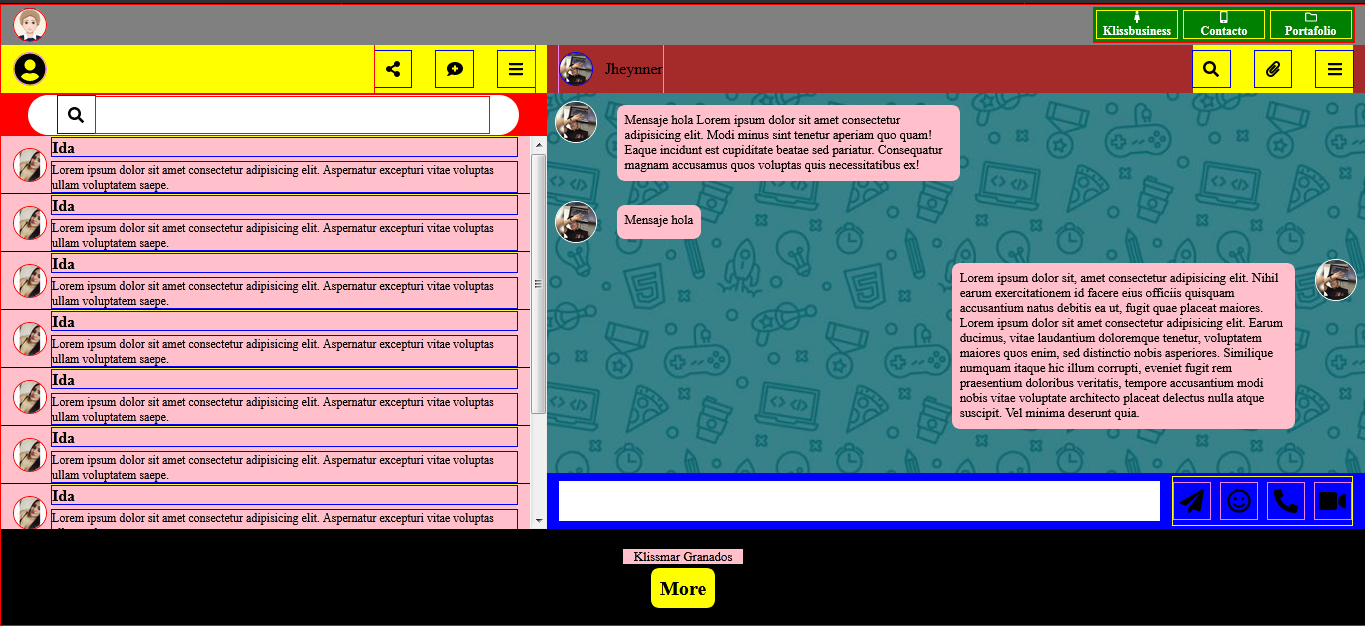 Klissbusiness
Contacto
Portafolio
Jheynner
Ida
Lorem ipsum dolor sit amet consectetur adipisicing elit. Aspernatur excepturi vitae voluptas
ullam voluptatem saepe.
Ida
Lorem ipsum dolor sit amet consectetur adipisicing elit. Aspernatur excepturi vitae voluptas
ullam voluptatem saepe.
Ida
Lorem ipsum dolor sit amet consectetur adipisicing elit. Aspernatur excepturi vitae voluptas
ullam voluptatem saepe.
Ida
Lorem ipsum dolor sit amet consectetur adipisicing elit. Aspernatur excepturi vitae voluptas
ullam voluptatem saepe.
Ida
Lorem ipsum dolor sit amet consectetur adipisicing elit. Aspernatur excepturi vitae voluptas
ullam voluptatem saepe.
Ida
Lorem ipsum dolor sit amet consectetur adipisicing elit. Aspernatur excepturi vitae voluptas
ullam voluptatem saepe.
Ida
Lorem ipsum dolor sit amet consectetur adipisicing elit. Aspernatur excepturi vitae voluptas
Mensaje hola Lorem ipsum dolor sit amet consectetur
adipisicing elit. Modi minus sint tenetur aperiam quo quam!
Eaque incidunt est cupiditate beatae sed pariatur. Consequatur
magnam accusamus quos voluptas quis necessitatibus ex!
Mensaje hola
Lorem ipsum dolor sit, amet consectetur adipisicing elit. Nihil
earum exercitationem id facere eius officiis quisquam
accusantium natus debitis ea ut, fugit quae placeat maiores.
Lorem ipsum dolor sit amet consectetur adipisicing elit. Earum
ducimus, vitae laudantium doloremque tenetur, voluptatem
maiores quos enim, sed distinctio nobis asperiores. Similique
numquam itaque hic illum corrupti, eveniet fugit rem
praesentium doloribus veritatis, tempore accusantium modi
nobis vitae voluptate architecto placeat delectus nulla atque
suscipit. Vel minima deserunt quia.
Klissmar Granados
More